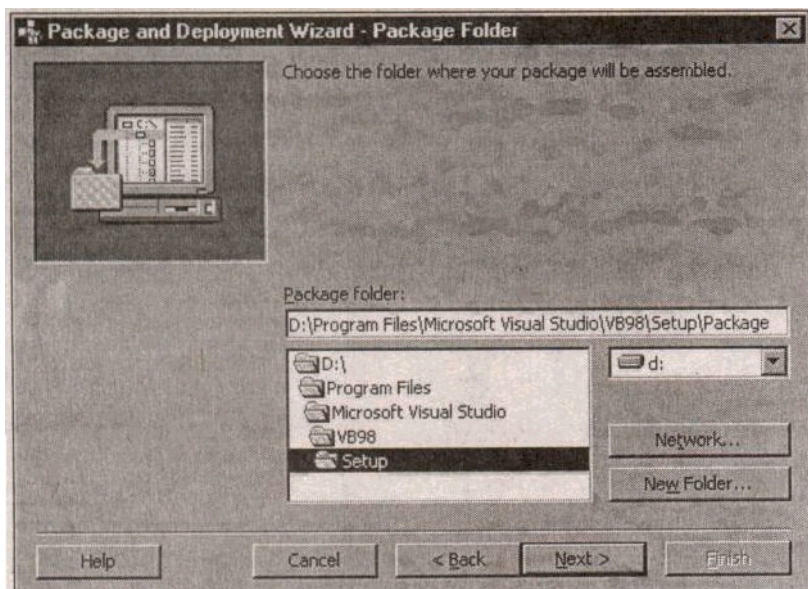 Package and Deployment Wizard - Package Folder
Choose the folder where your package will be assembled.
Package folder:
D:\Program Files\Microsoft Visual Studio\VB98\Setup\Package
D:\
d:
Program Files
Microsoft Visual Studio
VB98
Network...
Setup
New Folder...
Help
Cancel
< Back
Next >
Finish